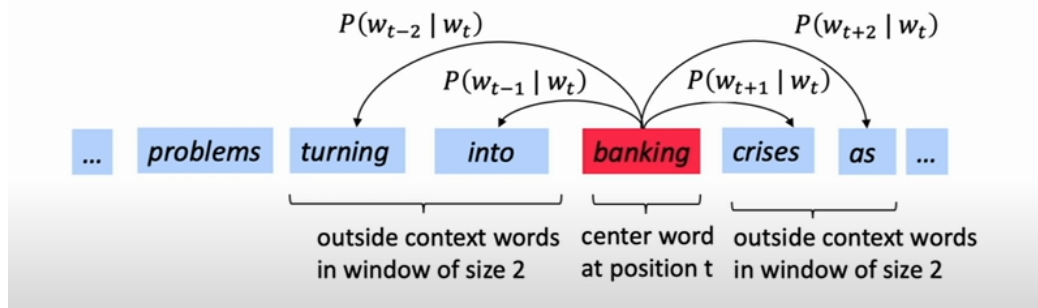 P(w_{t-2} | w_t)
P(w_{t+2} | w_t)
P(w_{t-1} | w_t)
P(w_{t+1} | w_t)
... problems turning into banking crises as ...
outside context words
in window of size 2
center word
at position t
outside context words
in window of size 2